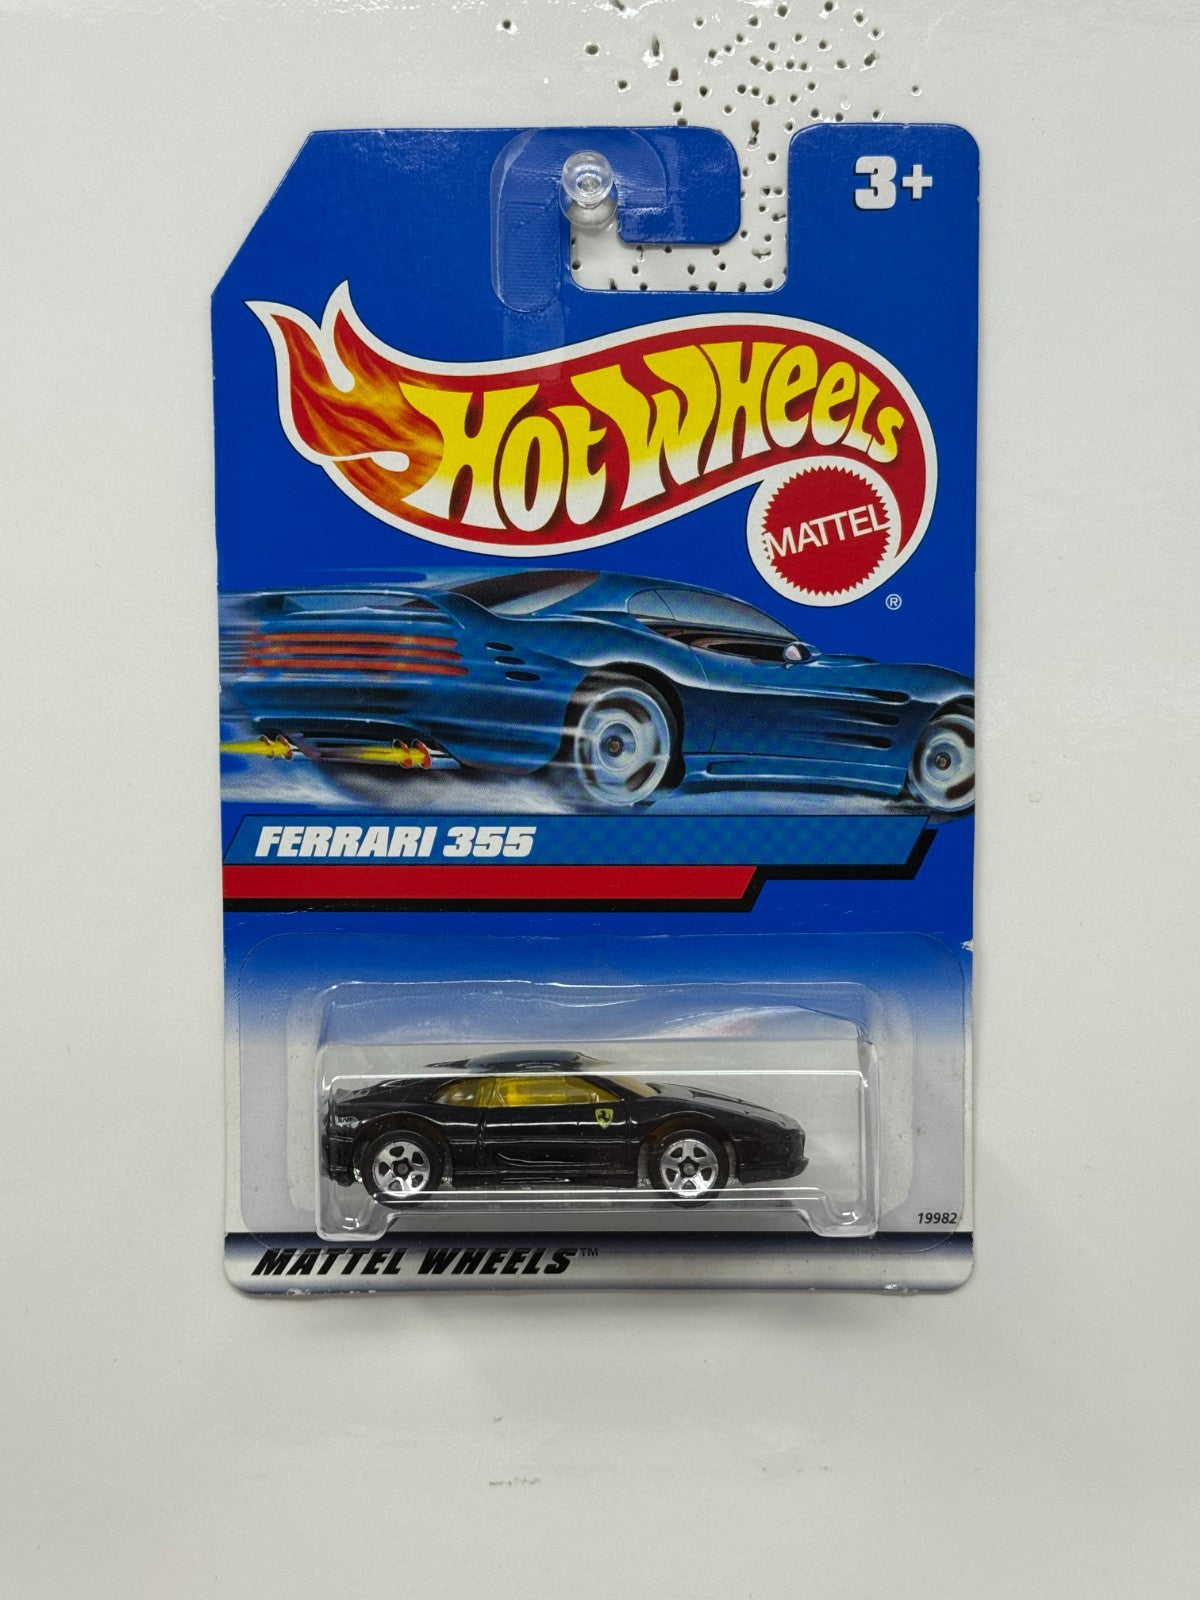 3+
Hot Wheels
MATTEL
®
FERRARI 355
19982
MATTEL WHEELS™